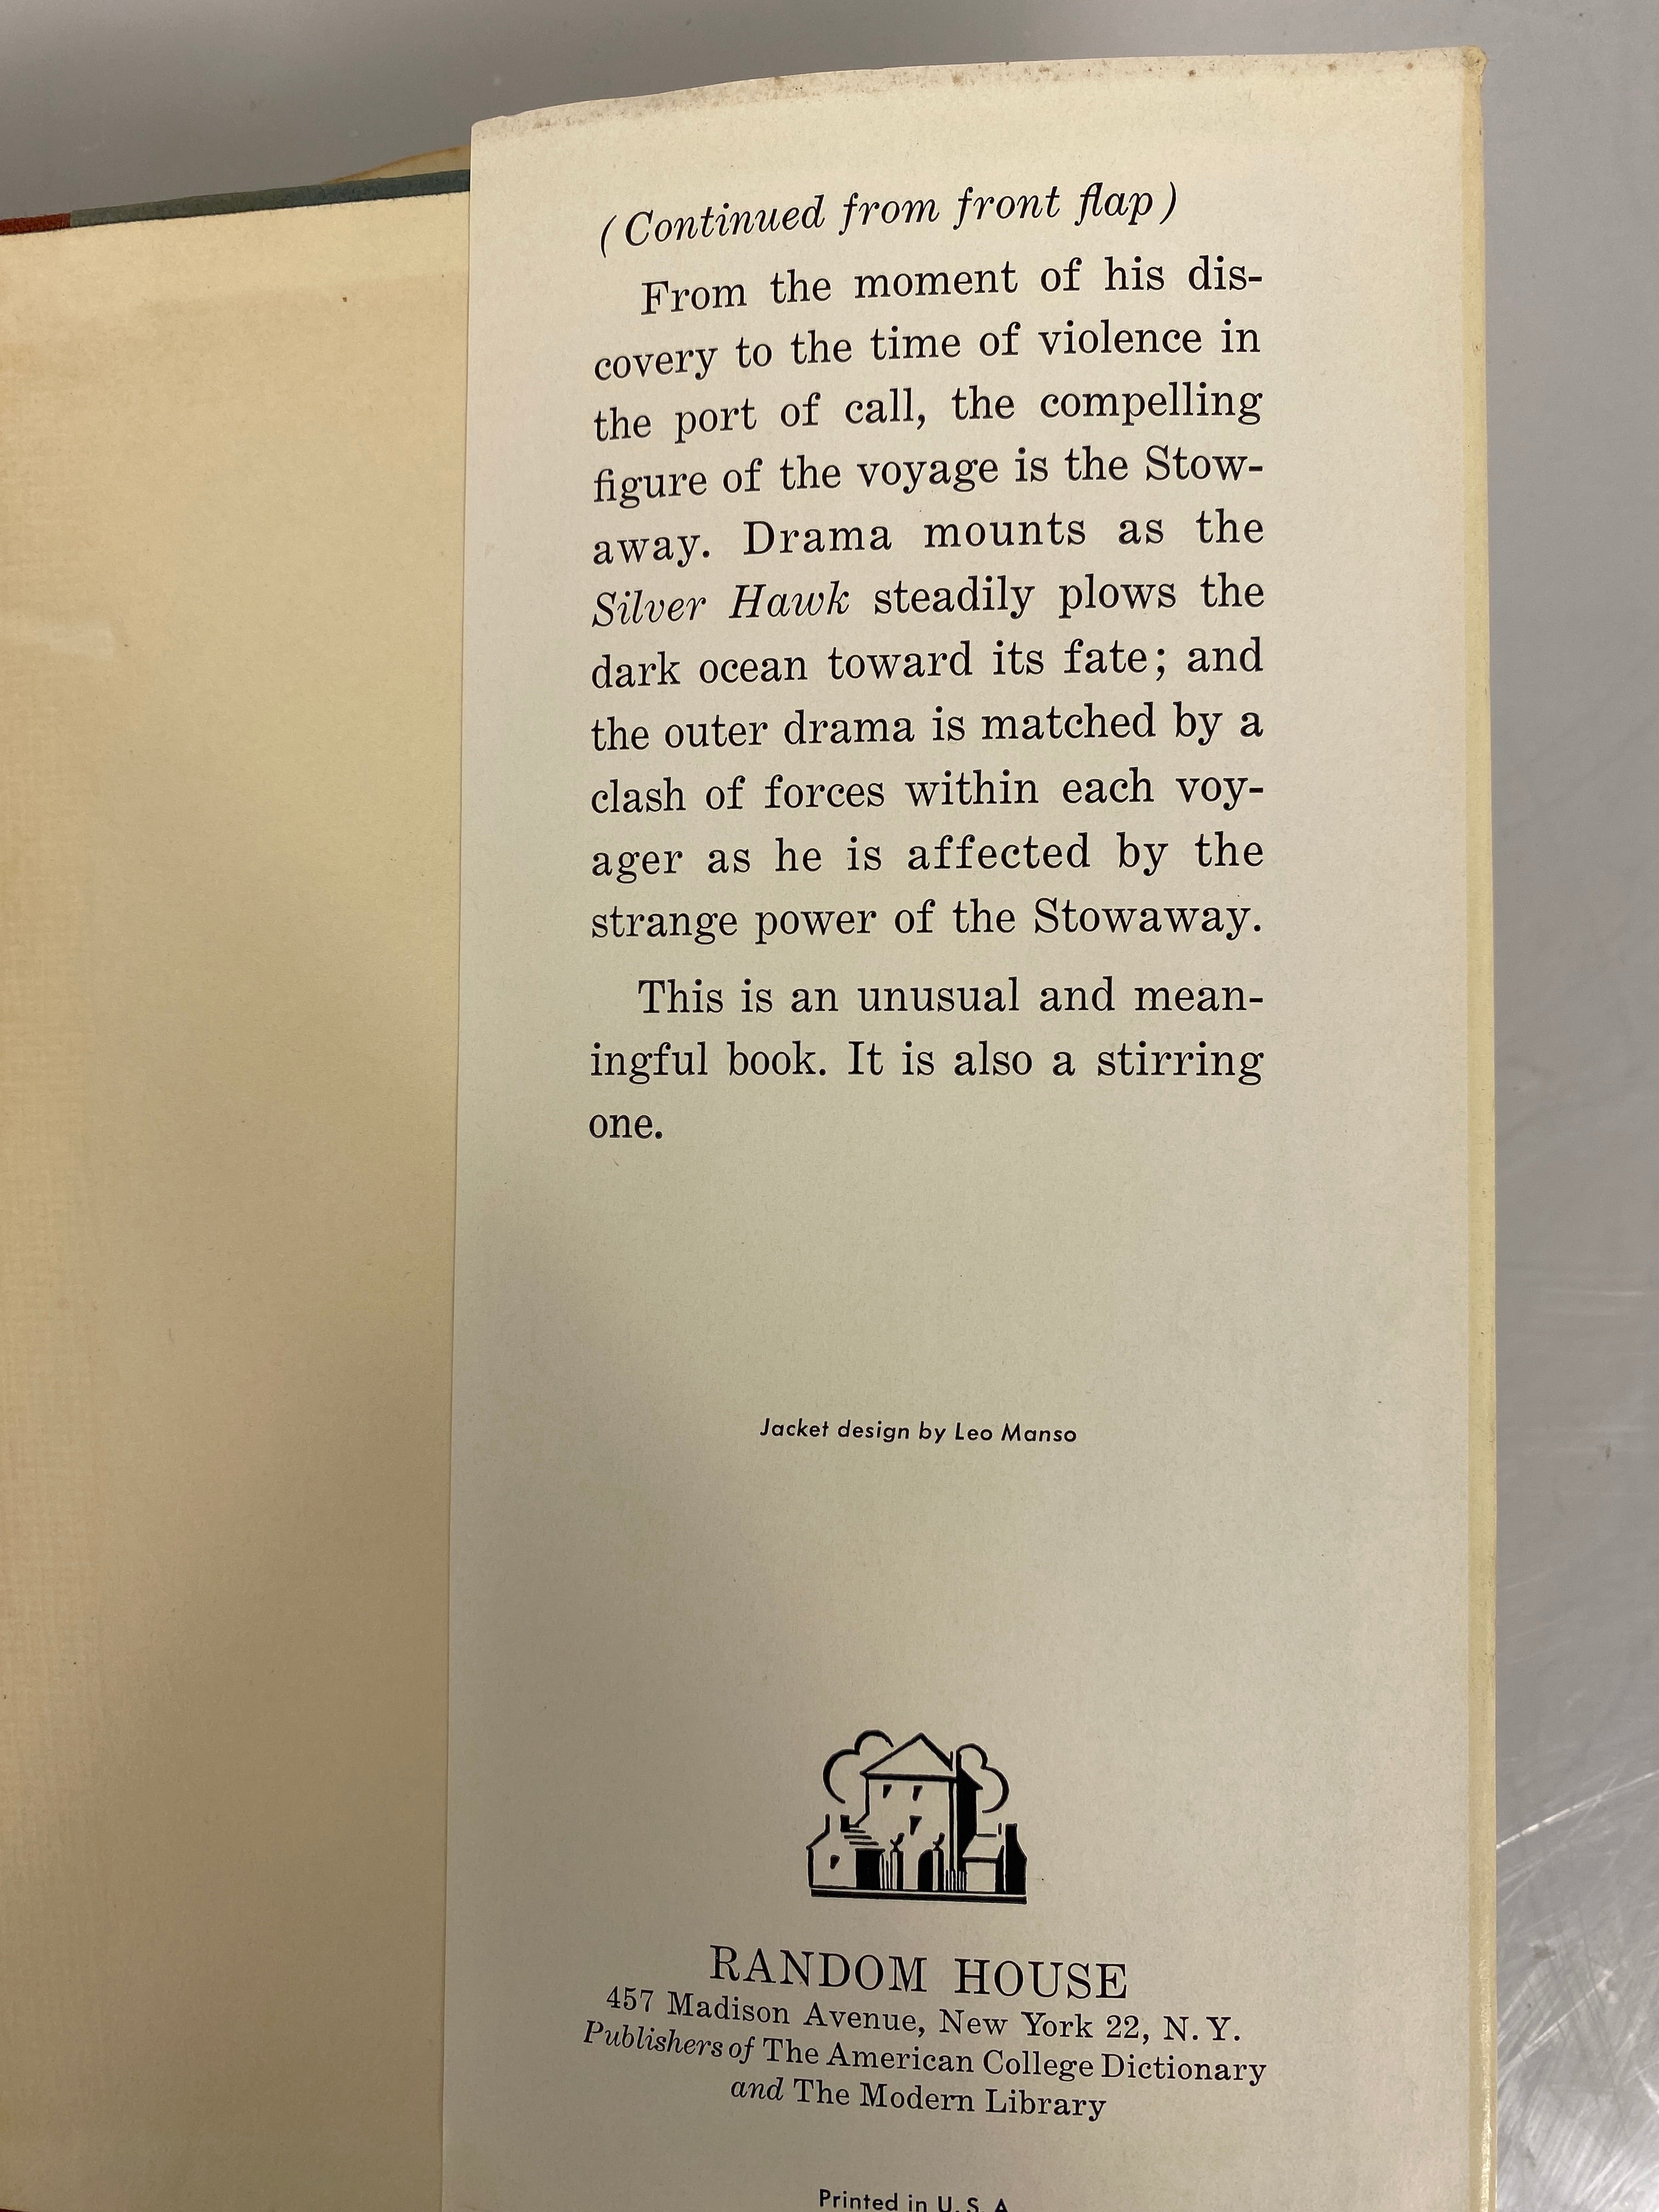 (Continued from front flap)
From the moment of his dis-
covery to the time of violence in
the port of call, the compelling
figure of the voyage is the Stow-
away. Drama mounts as the
Silver Hawk steadily plows the
dark ocean toward its fate; and
the outer drama is matched by a
clash of forces within each voy-
ager as he is affected by the
strange power of the Stowaway.
This is an unusual and mean-
ingful book. It is also a stirring
one.
Jacket design by Leo Manso
RANDOM HOUSE
457 Madison Avenue, New York 22, N. Y.
Publishers of The American College Dictionary
and The Modern Library
Printed in U. S. A